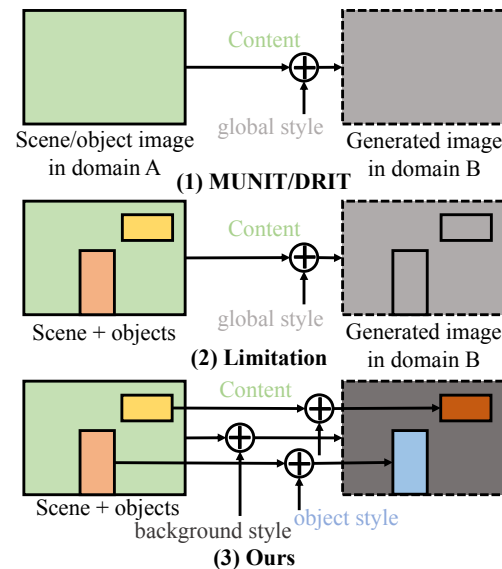 Content
global style
Scene/object image
in domain A
Generated image
in domain B
(1) MUNIT/DRIT
Content
global style
Scene + objects
Generated image
in domain B
(2) Limitation
Content
Scene + objects
background style
object style
(3) Ours